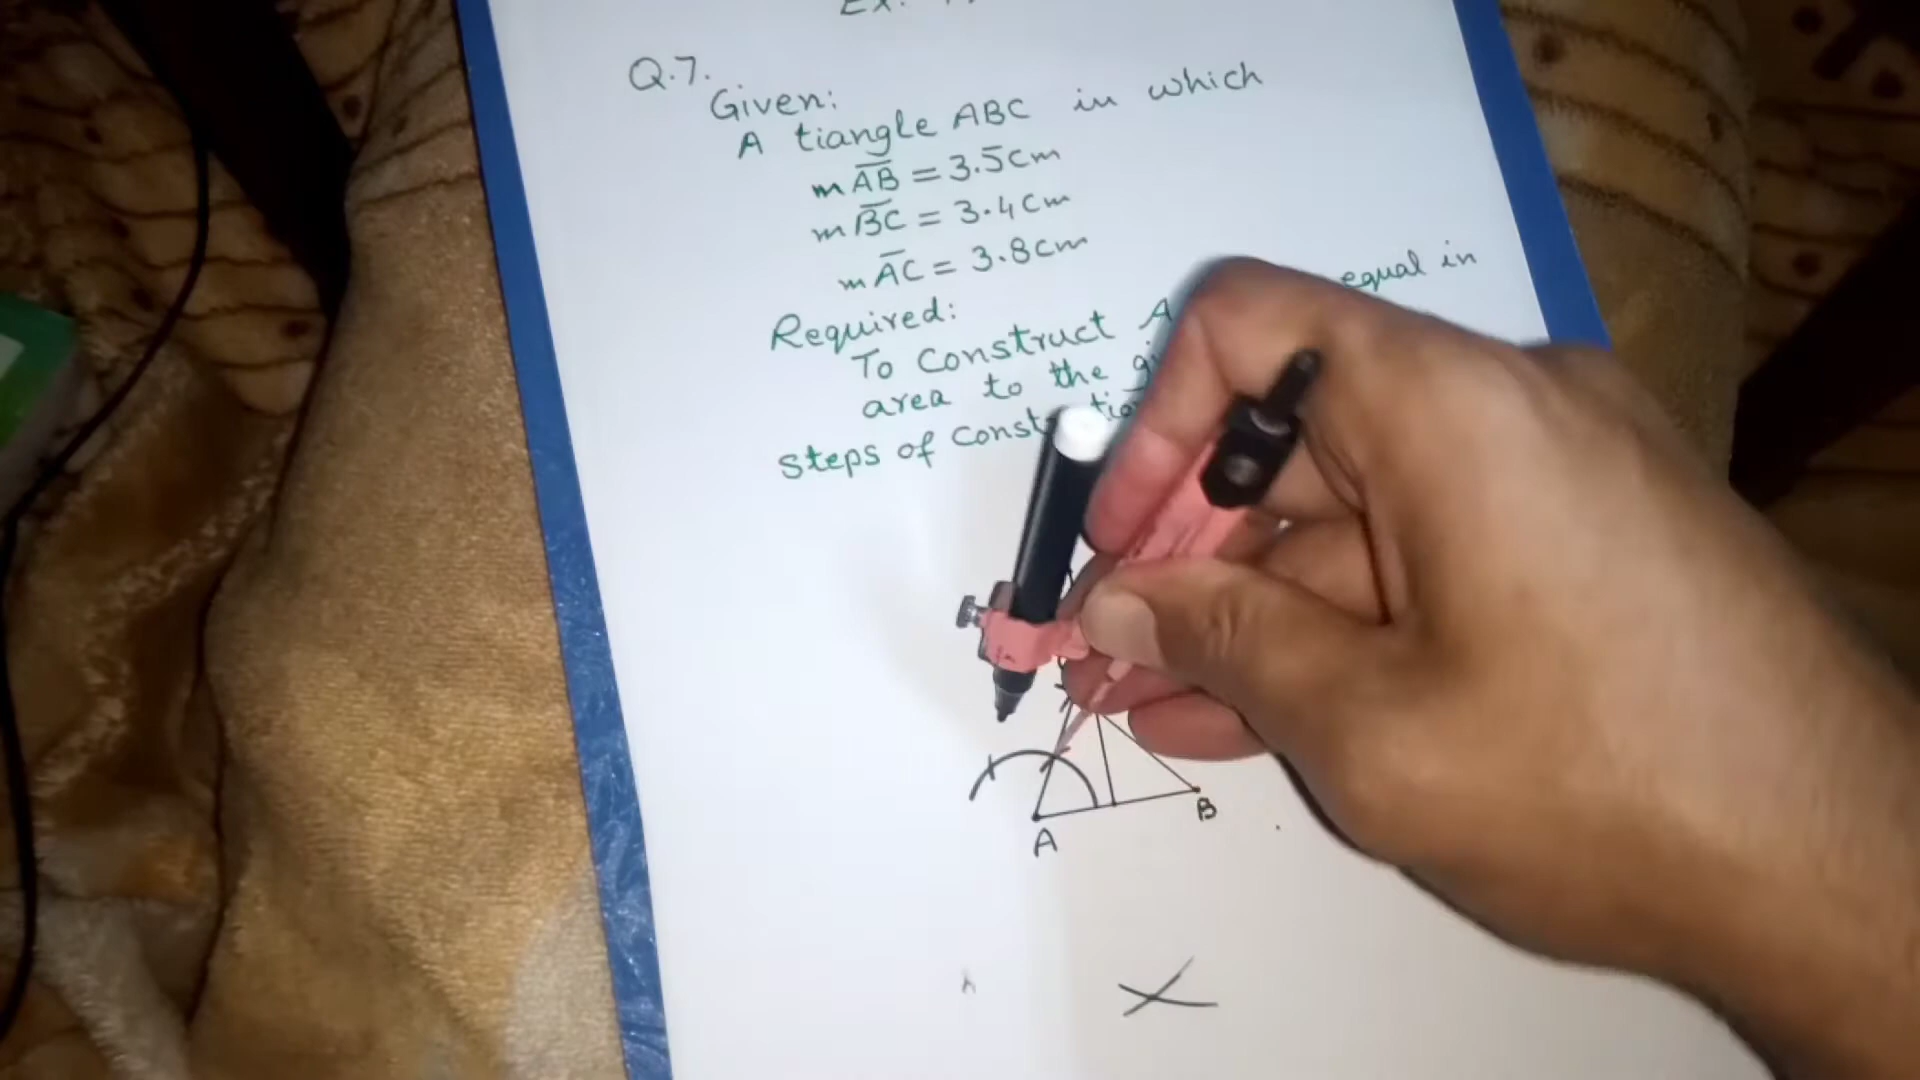 Ex.
Q.7.
Given:
A tiangle ABC in which
mAB = 3.5cm
mBC = 3.4cm
mAC = 3.8cm
Required:
To Construct A equal in
area to the
steps of
A
B